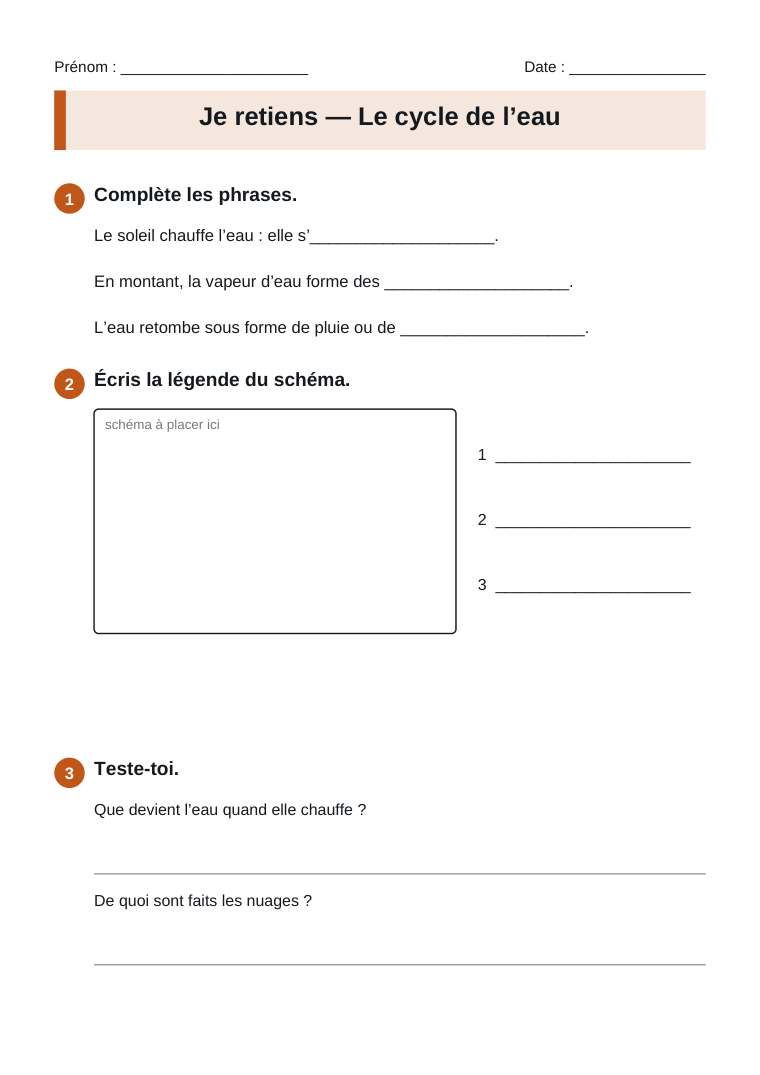 Prénom : ______________________ Date : ________________
Je retiens — Le cycle de l’eau
1 Complète les phrases.
Le soleil chauffe l’eau : elle s’____________________.
En montant, la vapeur d’eau forme des ____________________.
L’eau retombe sous forme de pluie ou de ____________________.
2 Écris la légende du schéma.
schéma à placer ici
1 ______________________
2 ______________________
3 ______________________
3 Teste-toi.
Que devient l’eau quand elle chauffe ?
De quoi sont faits les nuages ?